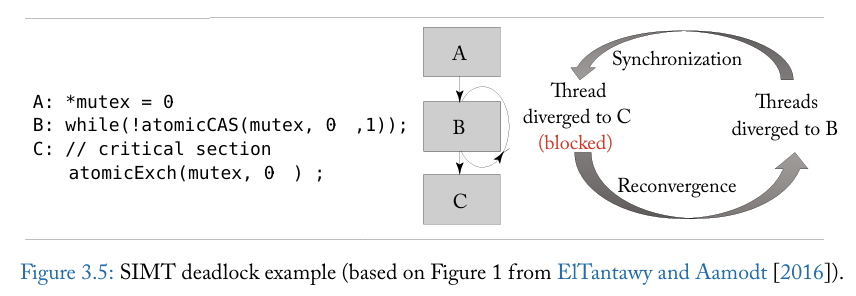 A: *mutex = 0
B: while(!atomicCAS(mutex, 0 ,1));
C: // critical section
atomicExch(mutex, 0 ) ;
A
B
C
Synchronization
Thread
diverged to C
(blocked)
Threads
diverged to B
Reconvergence
Figure 3.5: SIMT deadlock example (based on Figure 1 from ElTantawy and Aamodt [2016]).